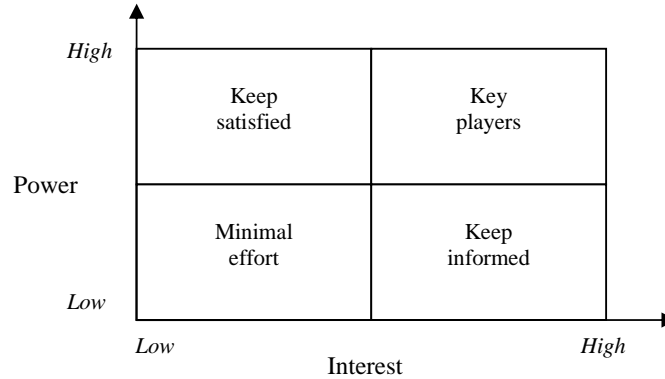 High
Keep
satisfied
Key
players
Power
Minimal
effort
Keep
informed
Low
Low
High
Interest